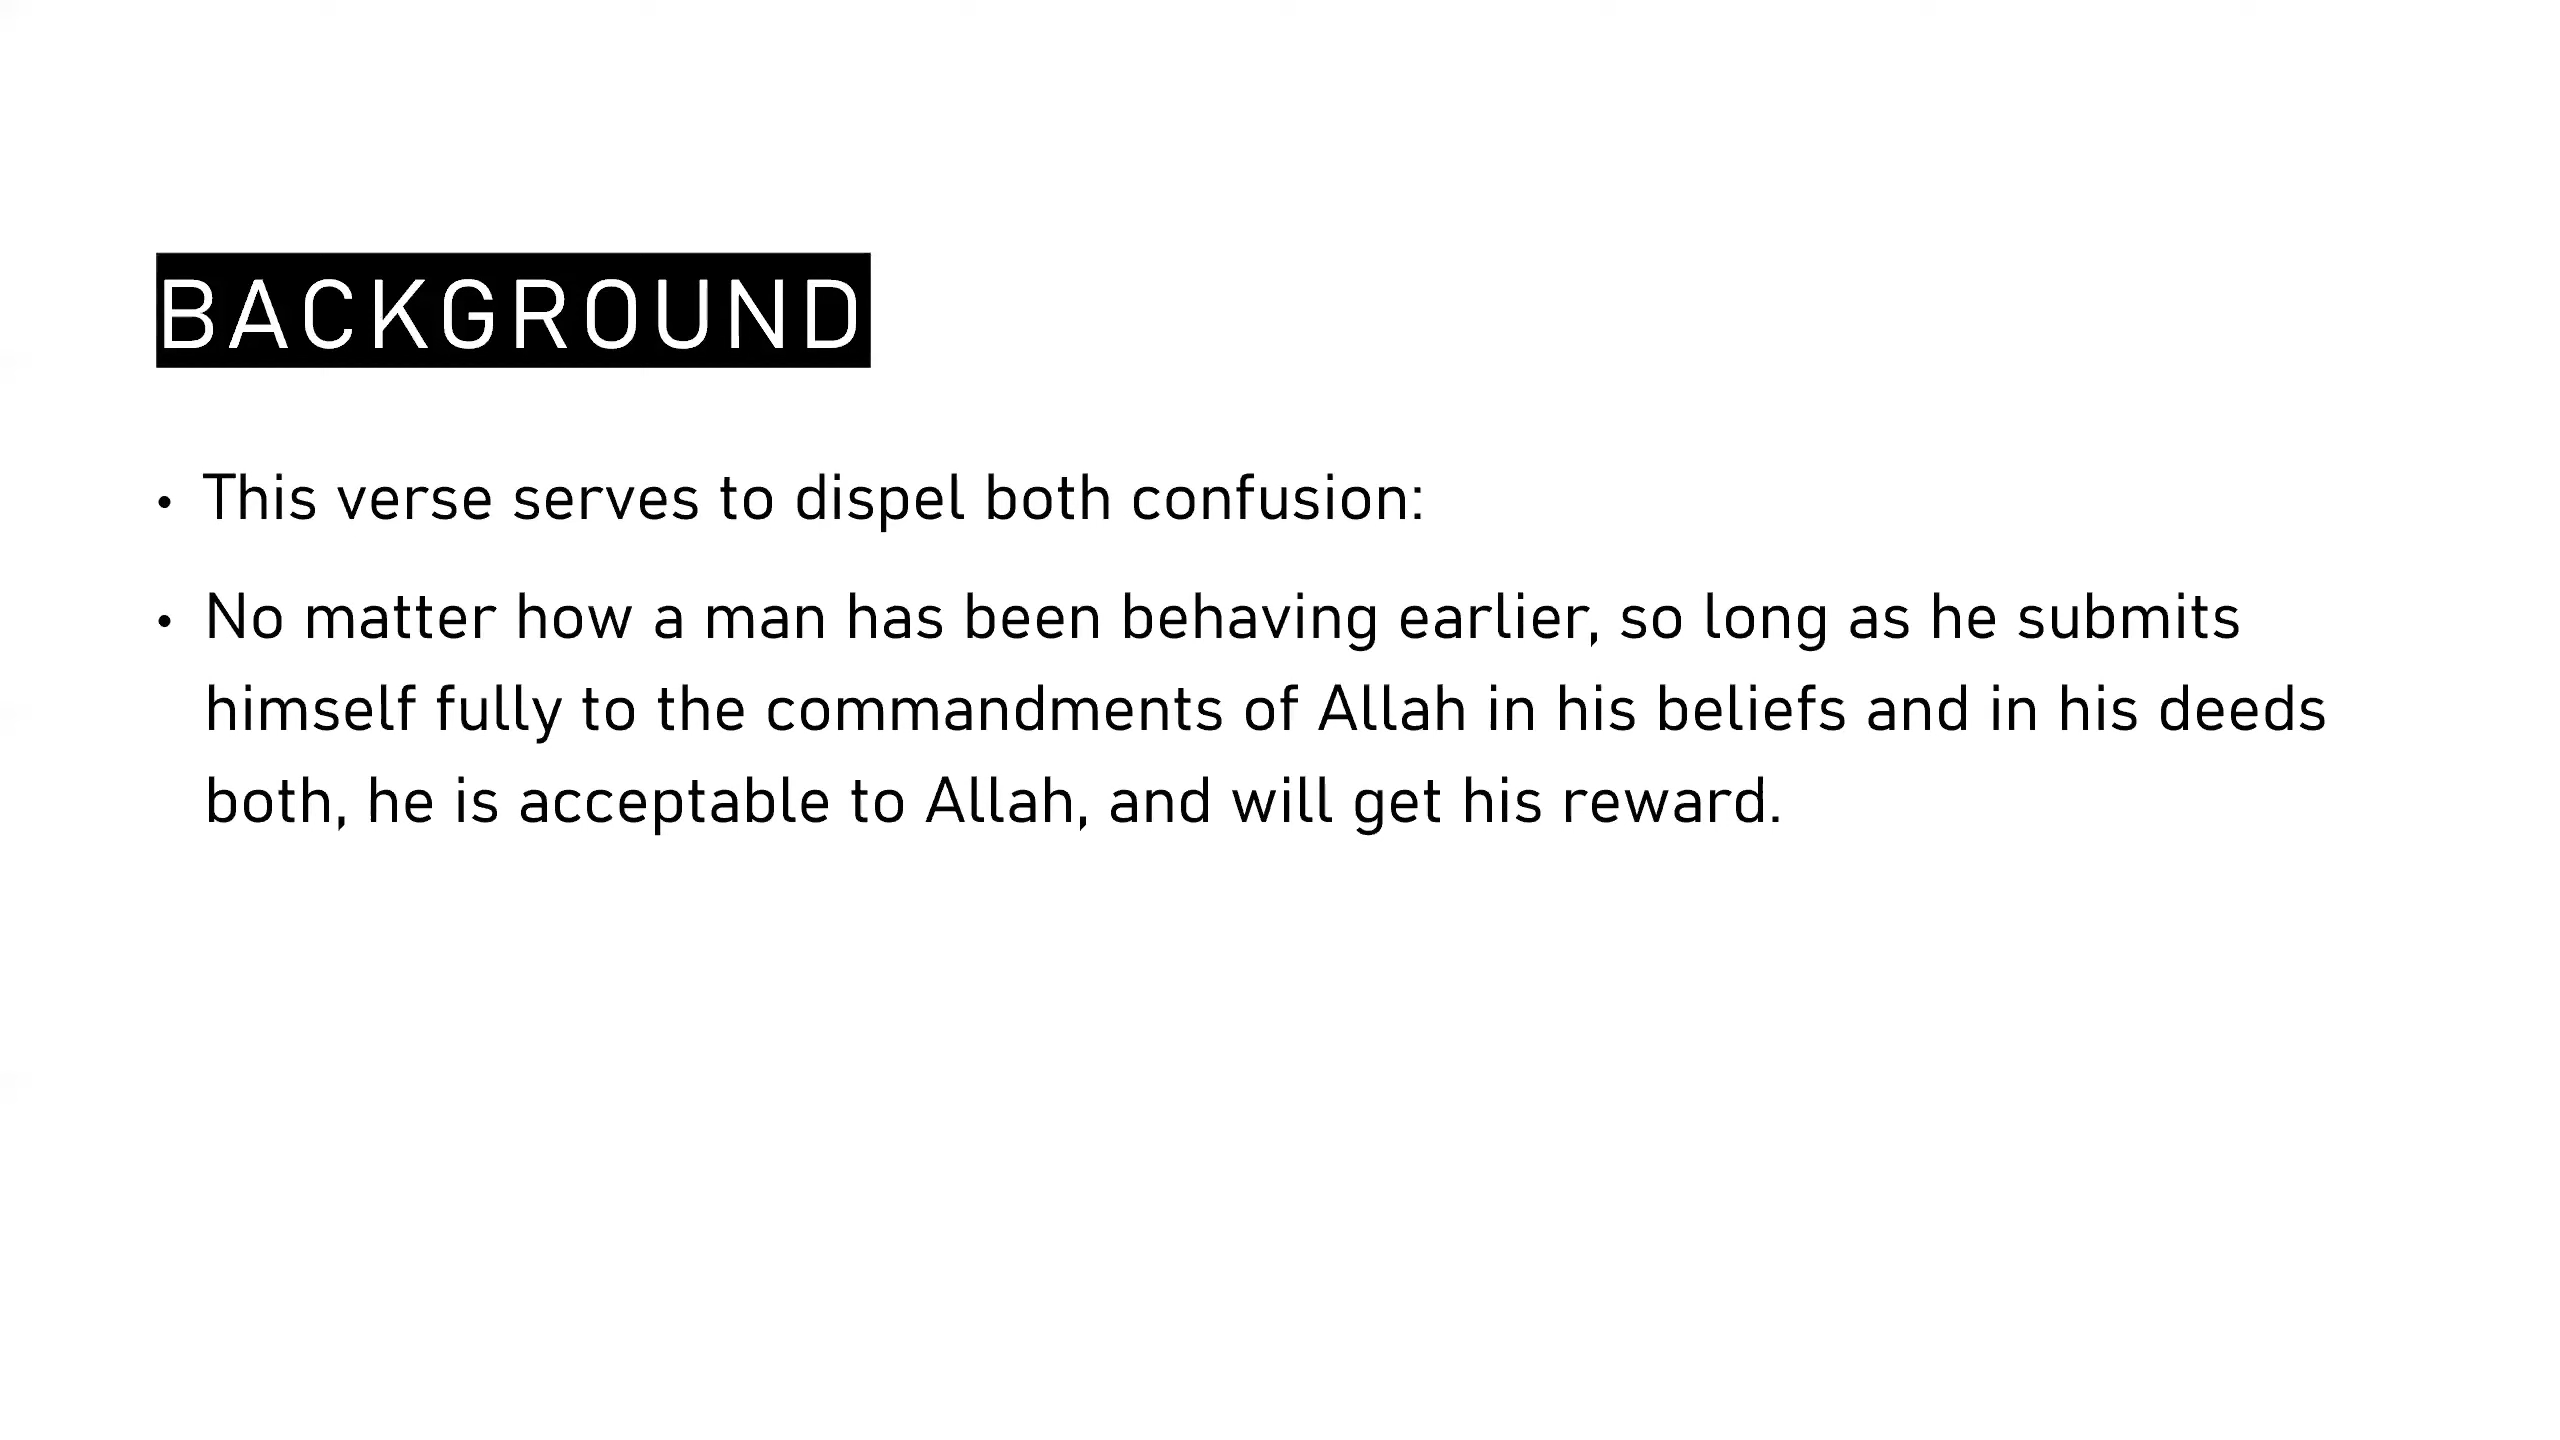 BACKGROUND
• This verse serves to dispel both confusion:
• No matter how a man has been behaving earlier, so long as he submits
himself fully to the commandments of Allah in his beliefs and in his deeds
both, he is acceptable to Allah, and will get his reward.